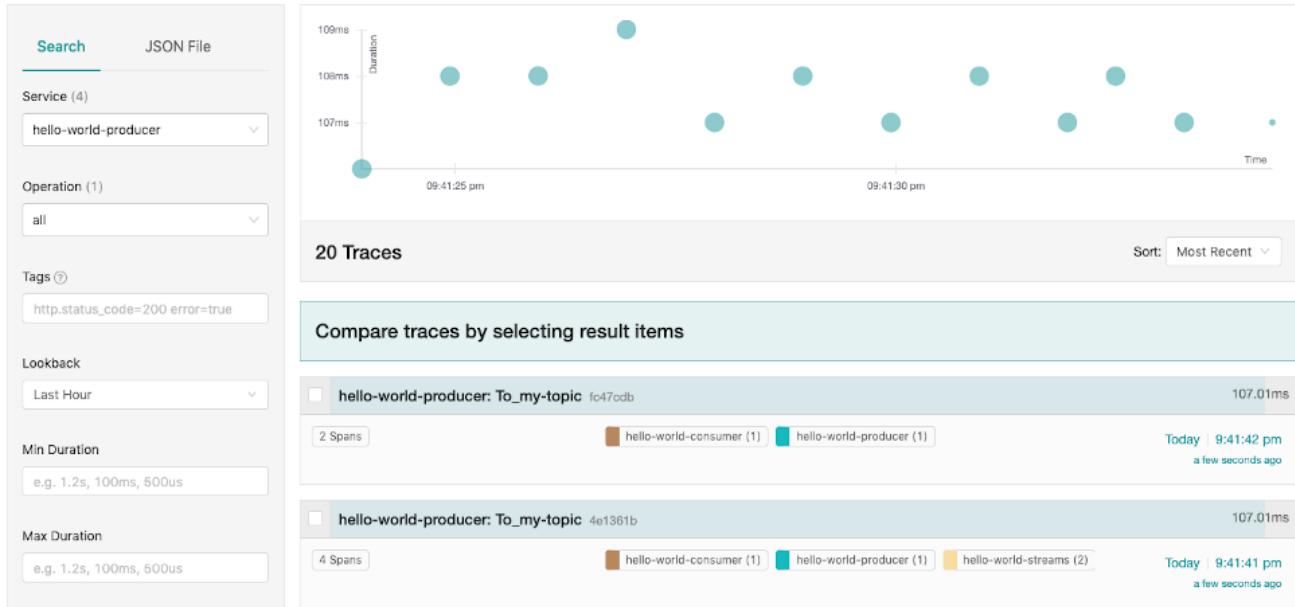 Search JSON File
Service (4)
hello-world-producer
Operation (1)
all
Tags ?
http.status_code=200 error=true
Lookback
Last Hour
Min Duration
e.g. 1.2s, 100ms, 500us
Max Duration
e.g. 1.2s, 100ms, 500us
109ms
Duration
108ms
107ms
Time
09:41:25 pm 09:41:30 pm
20 Traces
Sort: Most Recent
Compare traces by selecting result items
hello-world-producer: To_my-topic fc47cdb 107.01ms
2 Spans hello-world-consumer (1) hello-world-producer (1) Today 9:41:42 pm
a few seconds ago
hello-world-producer: To_my-topic 4e1361b 107.01ms
4 Spans hello-world-consumer (1) hello-world-producer (1) hello-world-streams (2) Today 9:41:41 pm
a few seconds ago